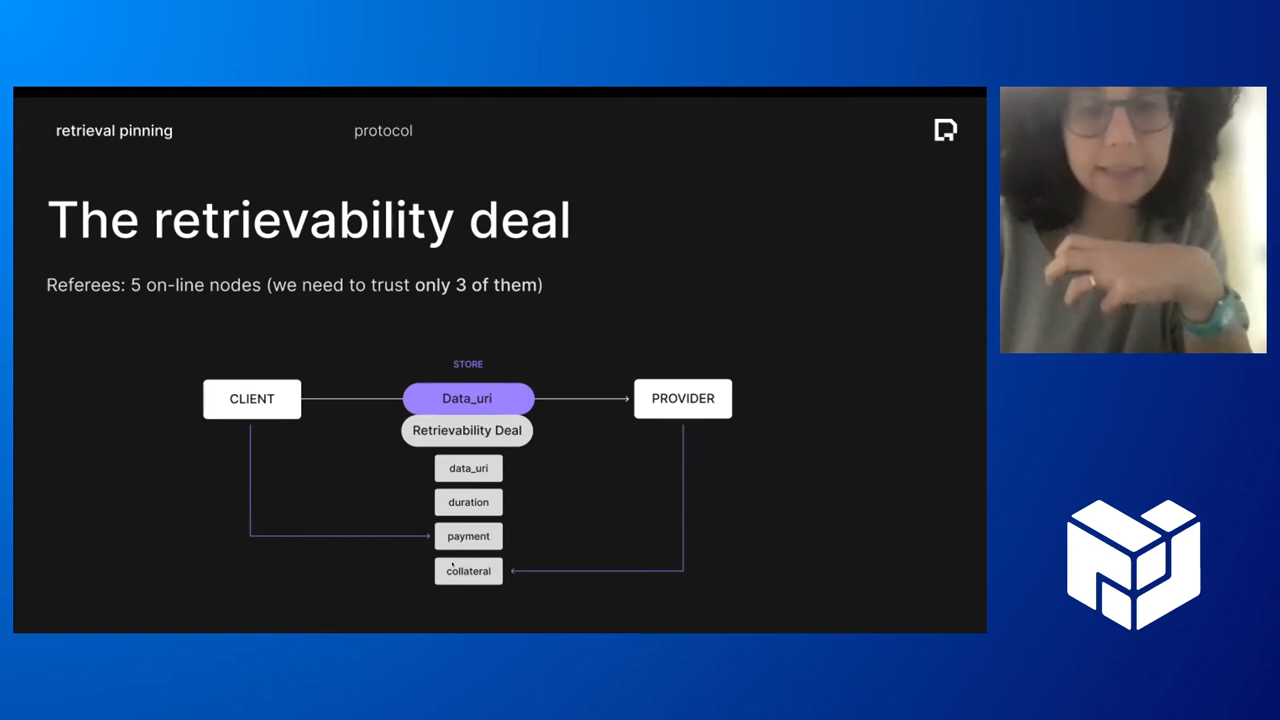 retrieval pinning
protocol
The retrievability deal
Referees: 5 on-line nodes (we need to trust only 3 of them)
STORE
CLIENT
Data_uri
PROVIDER
Retrievability Deal
data_uri
duration
payment
collateral